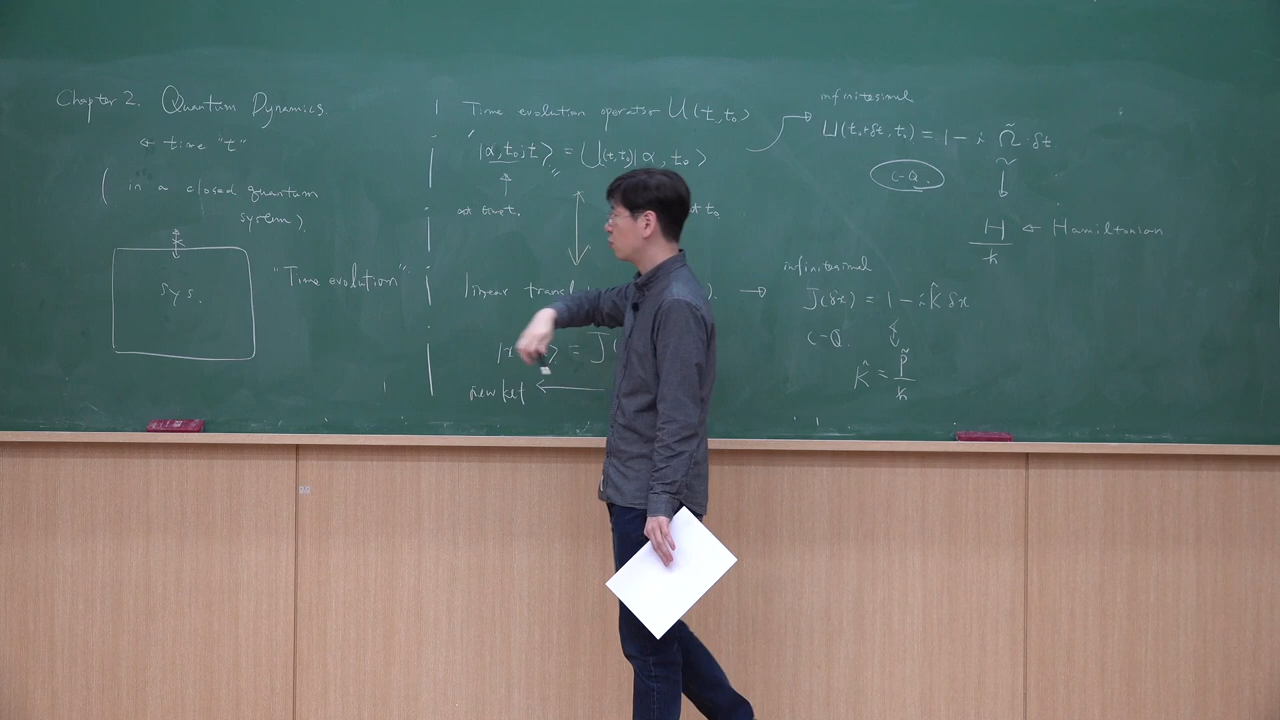 Chapter 2. Quantum Dynamics.
← time "t"
( in a closed quantum
system)
sys.
"Time evolution"
Time evolution operator U(t, t₀)
|α, t₀; t⟩ = U(t, t₀)|α, t₀⟩
at time t.
at t₀
linear transl
).
→
= J(
new ket ←
infinitesimal
U(t₀+δt, t₀) = 1 - i Ω̃ · δt
C-Q.
H/ħ ← Hamiltonian
infinitesimal
J(δx) = 1 - i K̂ δx
C-Q.
K̂ = p̃/ħ